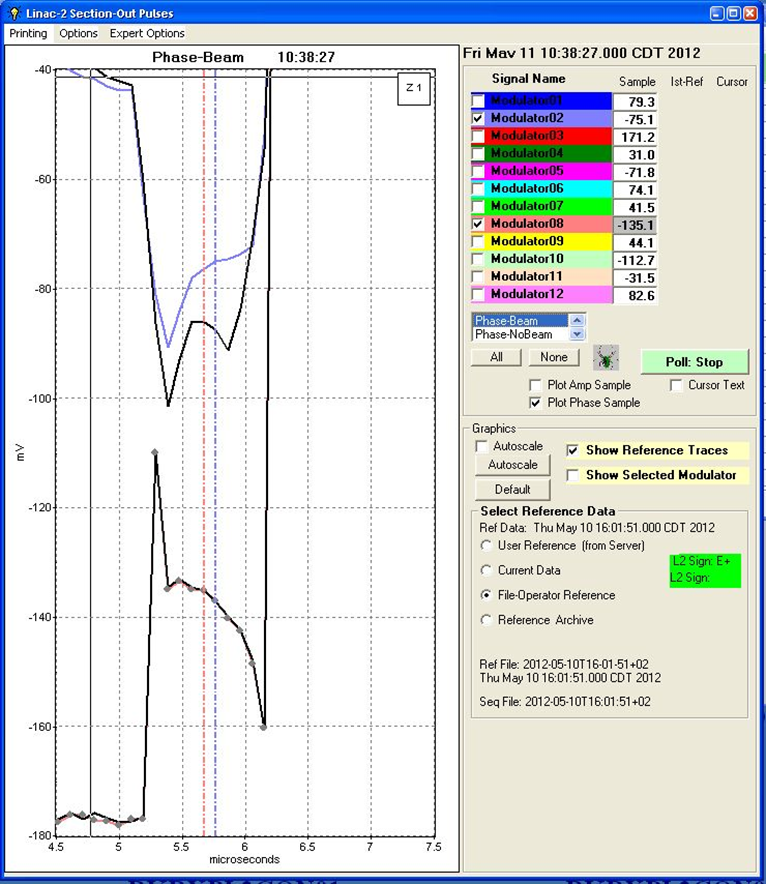 Linac-2 Section-Out Pulses
Printing Options Expert Options
Phase-Beam 10:38:27
Z 1
-40
-60
-80
-100
-120
-140
-160
-180
mV
4.5 5 5.5 6 6.5 7 7.5
microseconds
Fri May 11 10:38:27.000 CDT 2012
Signal Name Sample Ist-Ref Cursor
Modulator01 79.3
Modulator02 -75.1
Modulator03 171.2
Modulator04 31.0
Modulator05 -71.8
Modulator06 74.1
Modulator07 41.5
Modulator08 -135.1
Modulator09 44.1
Modulator10 -112.7
Modulator11 -31.5
Modulator12 82.6
Phase-Beam
Phase-NoBeam
All None Poll: Stop
Plot Amp Sample Cursor Text
Plot Phase Sample
Graphics
Autoscale Show Reference Traces
Autoscale
Show Selected Modulator
Default
Select Reference Data
Ref Data: Thu May 10 16:01:51.000 CDT 2012
User Reference (from Server)
L2 Sign: E+
Current Data
L2 Sign:
File-Operator Reference
Reference Archive
Ref File: 2012-05-10T16-01-51+02
Thu May 10 16:01:51.000 CDT 2012
Seq File: 2012-05-10T16:01:51+02